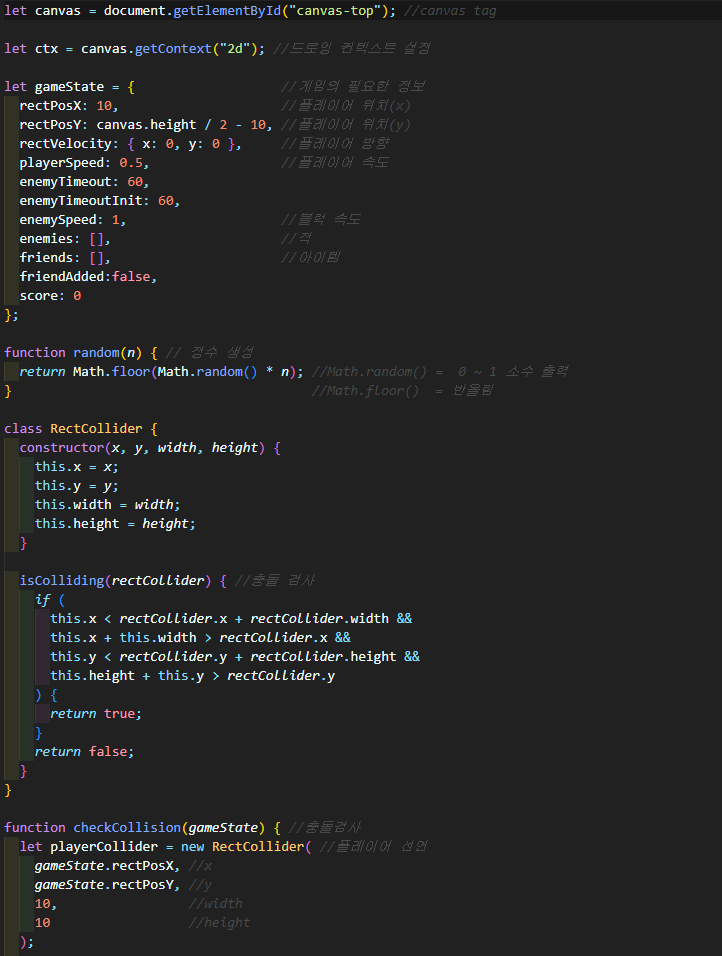 let canvas = document.getElementById("canvas-top"); //canvas tag
let ctx = canvas.getContext("2d"); //드로잉 컨텍스트 설정
let gameState = { //게임의 필요한 정보
rectPosX: 10, //플레이어 위치(x)
rectPosY: canvas.height / 2 - 10, //플레이어 위치(y)
rectVelocity: { x: 0, y: 0 }, //플레이어 방향
playerSpeed: 0.5, //플레이어 속도
enemyTimeout: 60,
enemyTimeoutInit: 60,
enemySpeed: 1, //블럭 속도
enemies: [], //적
friends: [], //아이템
friendAdded:false,
score: 0
};
function random(n) { // 정수 생성
return Math.floor(Math.random() * n); //Math.random() = 0 ~ 1 소수 출력
} //Math.floor() = 반올림
class RectCollider {
constructor(x, y, width, height) {
this.x = x;
this.y = y;
this.width = width;
this.height = height;
}
isColliding(rectCollider) { //충돌 검사
if (
this.x < rectCollider.x + rectCollider.width &&
this.x + this.width > rectCollider.x &&
this.y < rectCollider.y + rectCollider.height &&
this.height + this.y > rectCollider.y
) {
return true;
}
return false;
}
}
function checkCollision(gameState) { //충돌검사
let playerCollider = new RectCollider( //플레이어 선언
gameState.rectPosX, //x
gameState.rectPosY, //y
10, //width
10 //height
);